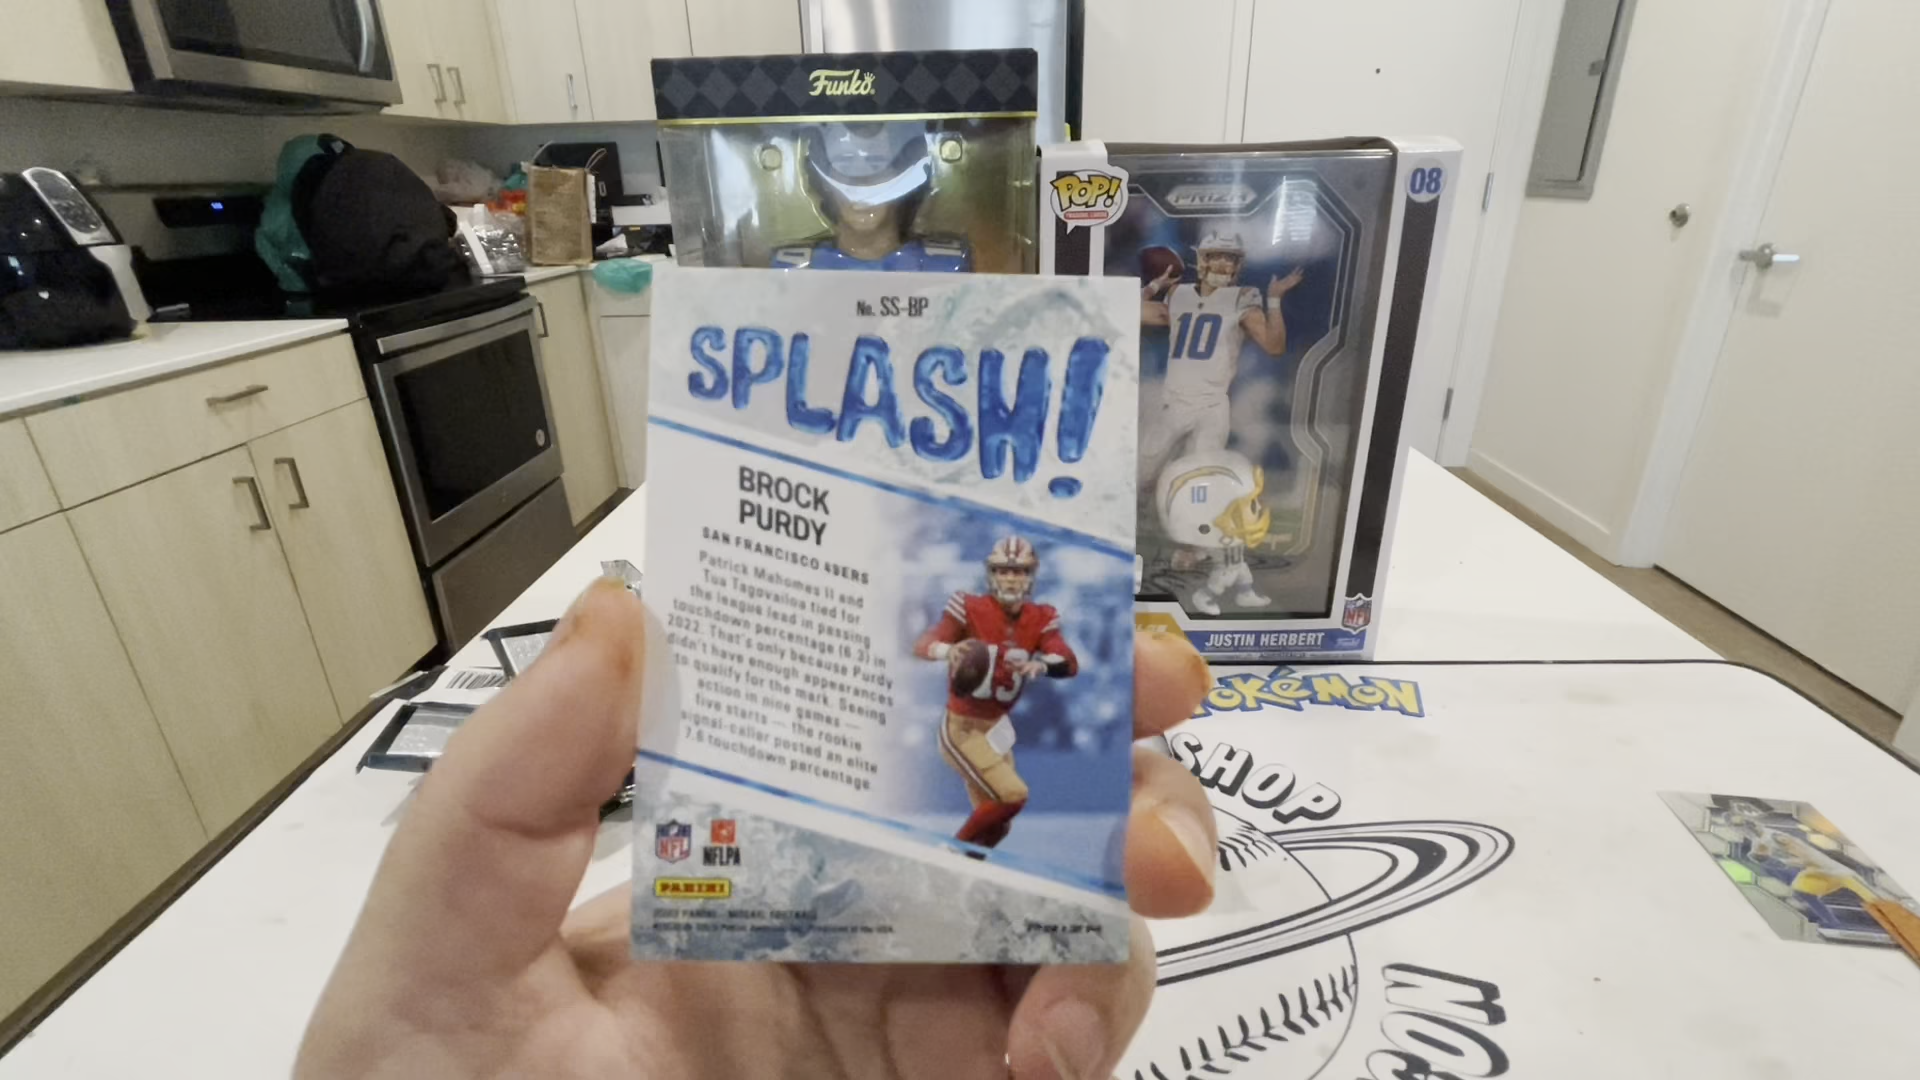 Funko
POP!
PRIZM
08
10
10
10
JUSTIN HERBERT
NFL
No. SS-BP
SPLASH!
BROCK
PURDY
SAN FRANCISCO 49ERS
Patrick Mahomes II and
Tua Tagovailoa tied for
the league lead in passing
touchdown percentage (6.3) in
2022. That's only because Purdy
didn't have enough appearances
to qualify for the mark. Seeing
action in nine games —
five starts — the rookie
signal-caller posted an elite
7.6 touchdown percentage
13
NFL
NFLPA
PANINI
POKéMON
SHOP